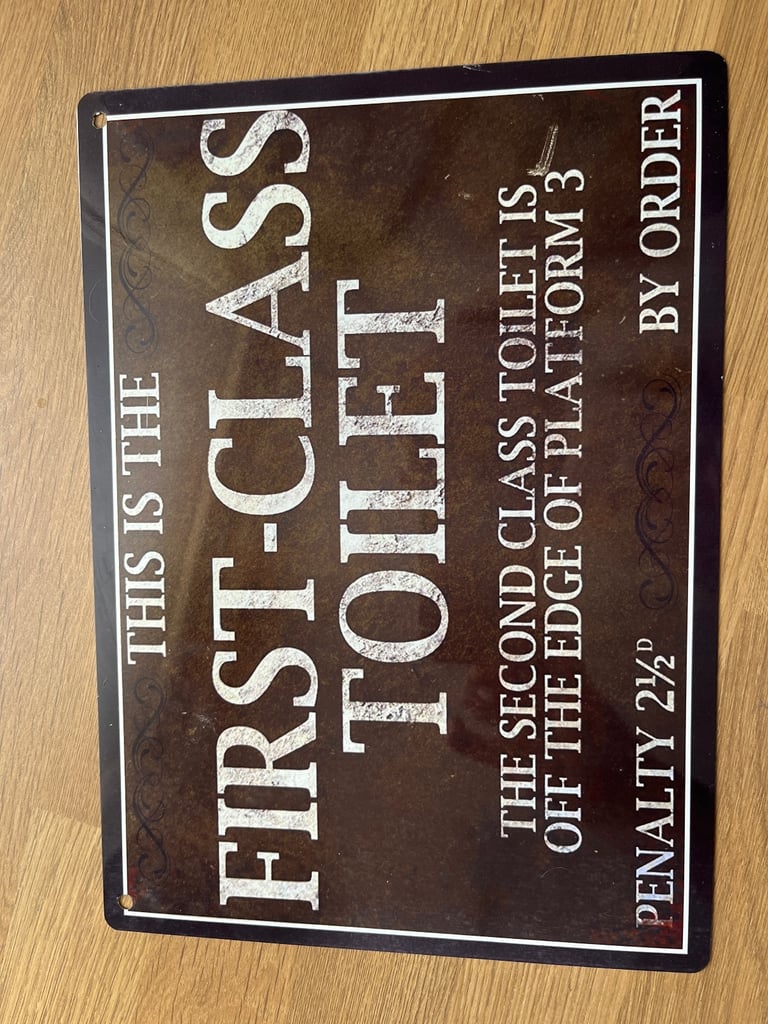 THIS IS THE
FIRST-CLASS
TOILET
THE SECOND CLASS TOILET IS
OFF THE EDGE OF PLATFORM 3
PENALTY 2½ᴰ BY ORDER